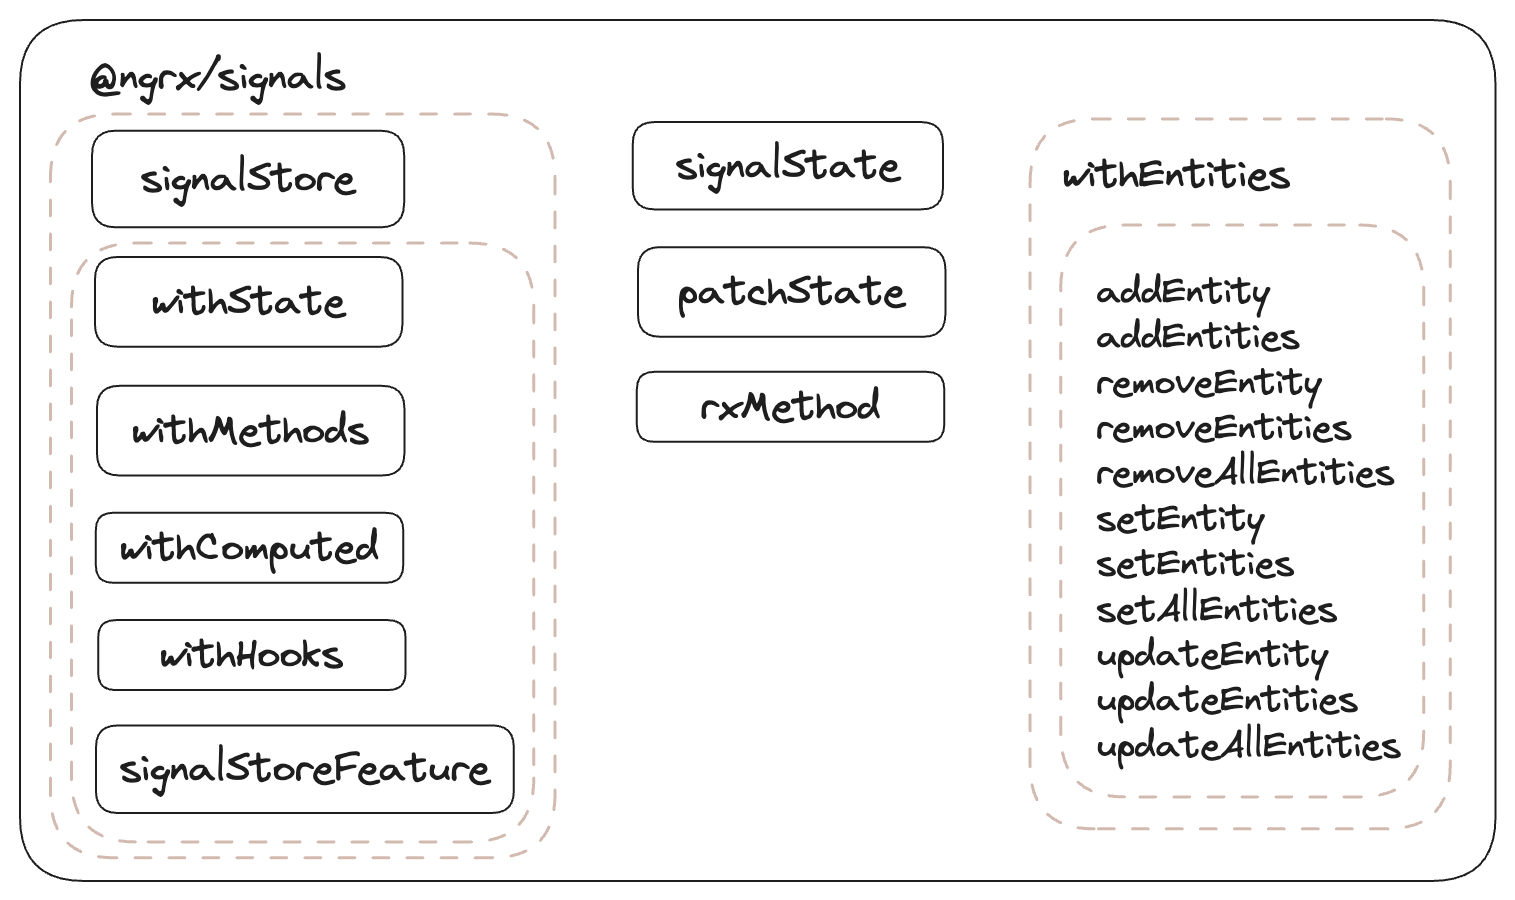 @ngrx/signals
signalStore
withState
withMethods
withComputed
withHooks
signalStoreFeature
signalState
patchState
rxMethod
withEntities
addEntity
addEntities
removeEntity
removeEntities
removeAllEntities
setEntity
setEntities
setAllEntities
updateEntity
updateEntities
updateAllEntities